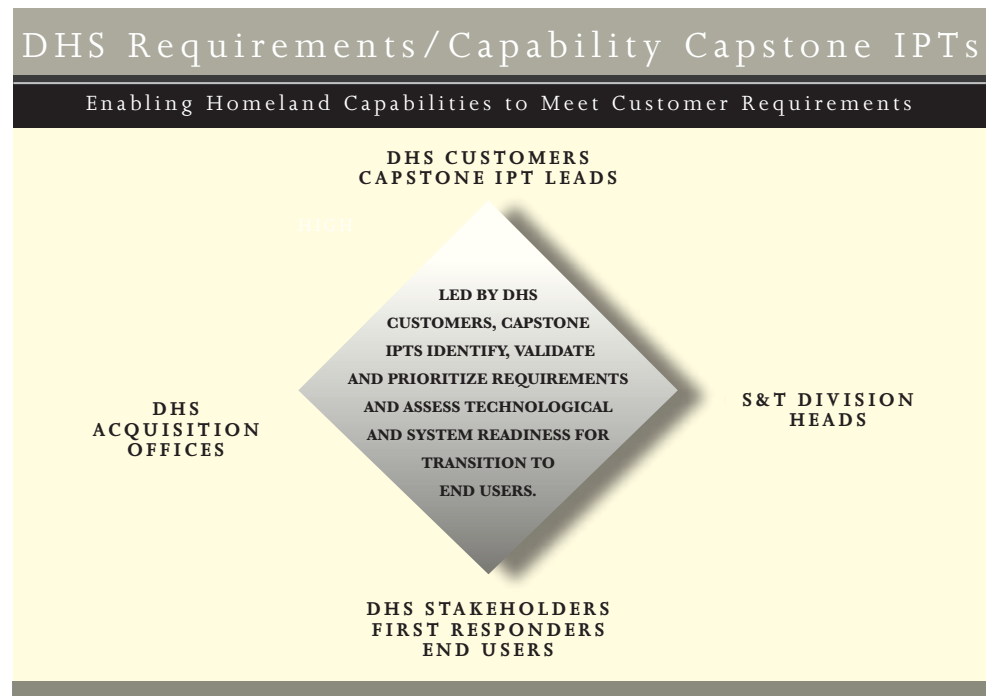 DHS Requirements/Capability Capstone IPTs
Enabling Homeland Capabilities to Meet Customer Requirements
DHS CUSTOMERS
CAPSTONE IPT LEADS
HIGH
LED BY DHS
CUSTOMERS, CAPSTONE
IPTS IDENTIFY, VALIDATE
AND PRIORITIZE REQUIREMENTS
AND ASSESS TECHNOLOGICAL
AND SYSTEM READINESS FOR
TRANSITION TO
END USERS.
DHS
ACQUISITION
OFFICES
S&T DIVISION
HEADS
DHS STAKEHOLDERS
FIRST RESPONDERS
END USERS